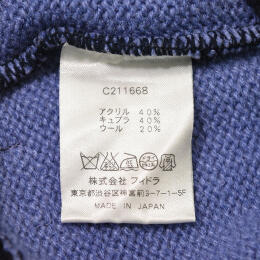 C211668
アクリル 40%
キュプラ 40%
ウール 20%
株式会社 フィドラ
東京都渋谷区神宮前3-7-1-5F
MADE IN JAPAN